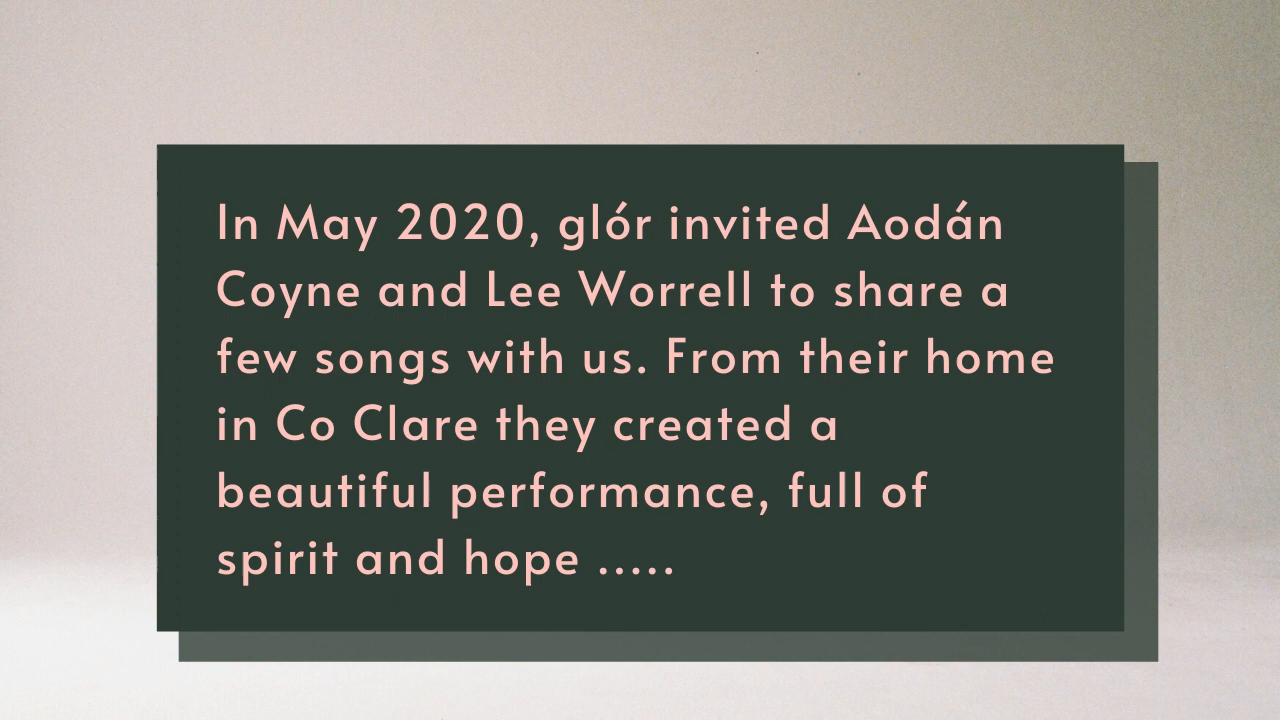 In May 2020, glór invited Aodán
Coyne and Lee Worrell to share a
few songs with us. From their home
in Co Clare they created a
beautiful performance, full of
spirit and hope .....